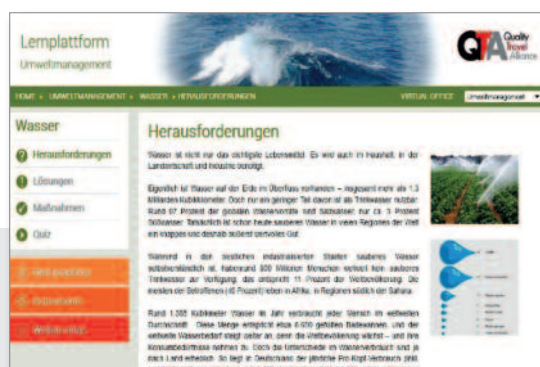 Lernplattform
Umweltmanagement
QTA Quality
Travel
Alliance
HOME UMWELTMANAGEMENT WASSER HERAUSFORDERUNGEN
VIRTUAL OFFICE
Umweltmanagement
Wasser
Herausforderungen
Lösungen
Maßnahmen
Quiz
Herausforderungen
Wasser ist nicht nur das wichtigste Lebensmittel. Es wird auch im Haushalt, in der
Landwirtschaft und Industrie benötigt.
Eigentlich ist Wasser auf der Erde im Überfluss vorhanden – insgesamt mehr als 1,3
Milliarden Kubikkilometer. Doch nur ein geringer Teil davon ist als Trinkwasser nutzbar:
Rund 97 Prozent der globalen Wasservorräte sind Salzwasser, nur ca. 3 Prozent
Süßwasser. Tatsächlich ist schon heute sauberes Wasser in vielen Regionen der Welt
ein knappes und deshalb äußerst wertvolles Gut.
Während in den westlichen industrialisierten Staaten sauberes Wasser
selbstverständlich ist, haben rund 800 Millionen Menschen weltweit kein sauberes
Trinkwasser zur Verfügung, das entspricht 11 Prozent der Weltbevölkerung. Die
meisten der Betroffenen (40 Prozent) leben in Afrika, in Regionen südlich der Sahara.
Rund Kubikmeter Wasser im Jahr verbraucht jeder Mensch im weltweiten
Durchschnitt. Diese Menge entspricht etwa gefüllten Badewannen, und der
weltweite Wasserbedarf steigt weiter an, denn die Weltbevölkerung wächst – und ihre
Konsumbedürfnisse nehmen zu. Doch die Unterschiede im Wasserverbrauch sind je
nach Land erheblich. So liegt in Deutschland der jährliche Pro-Kopf-Verbrauch